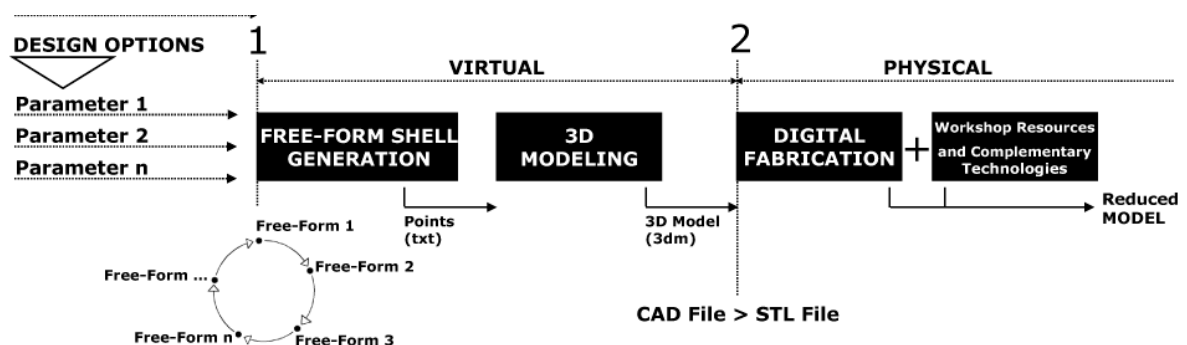 1
2
DESIGN OPTIONS
VIRTUAL
PHYSICAL
Parameter 1
Parameter 2
Parameter n
FREE-FORM SHELL
GENERATION
3D
MODELING
DIGITAL
FABRICATION
+
Workshop Resources
and Complementary
Technologies
Points
(txt)
3D Model
(3dm)
Reduced
MODEL
Free-Form 1
Free-Form 2
Free-Form 3
Free-Form n
Free-Form ...
CAD File > STL File